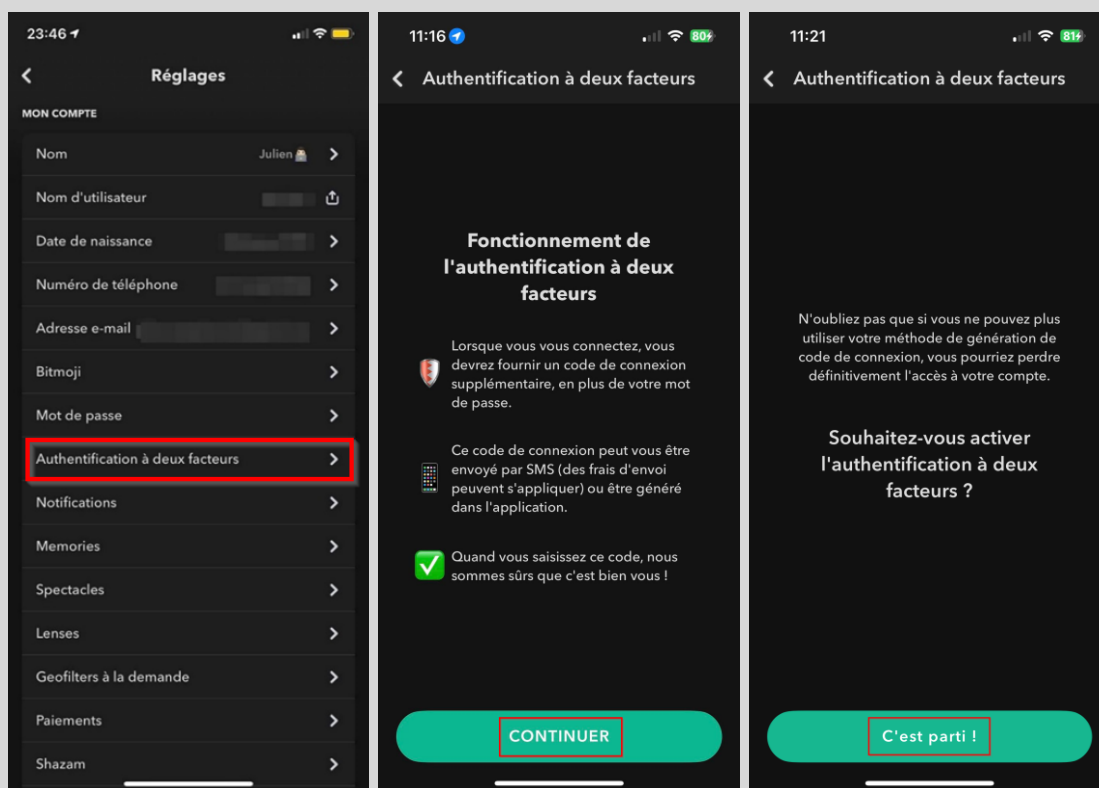 23:46
Réglages
MON COMPTE
Nom Julien
Nom d'utilisateur
Date de naissance
Numéro de téléphone
Adresse e-mail
Bitmoji
Mot de passe
Authentification à deux facteurs
Notifications
Memories
Spectacles
Lenses
Geofilters à la demande
Paiements
Shazam
11:16 80
Authentification à deux facteurs
Fonctionnement de
l'authentification à deux
facteurs
Lorsque vous vous connectez, vous
devrez fournir un code de connexion
supplémentaire, en plus de votre mot
de passe.
Ce code de connexion peut vous être
envoyé par SMS (des frais d'envoi
peuvent s'appliquer) ou être généré
dans l'application.
Quand vous saisissez ce code, nous
sommes sûrs que c'est bien vous !
CONTINUER
11:21 81
Authentification à deux facteurs
N'oubliez pas que si vous ne pouvez plus
utiliser votre méthode de génération de
code de connexion, vous pourriez perdre
définitivement l'accès à votre compte.
Souhaitez-vous activer
l'authentification à deux
facteurs ?
C'est parti !